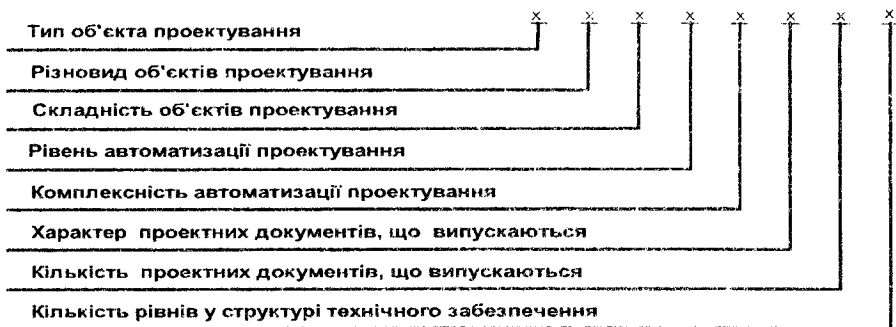 x x x x x x x x
Тип об'єкта проектування
Різновид об'єктів проектування
Складність об'єктів проектування
Рівень автоматизації проектування
Комплексність автоматизації проектування
Характер проектних документів, що випускаються
Кількість проектних документів, що випускаються
Кількість рівнів у структурі технічного забезпечення